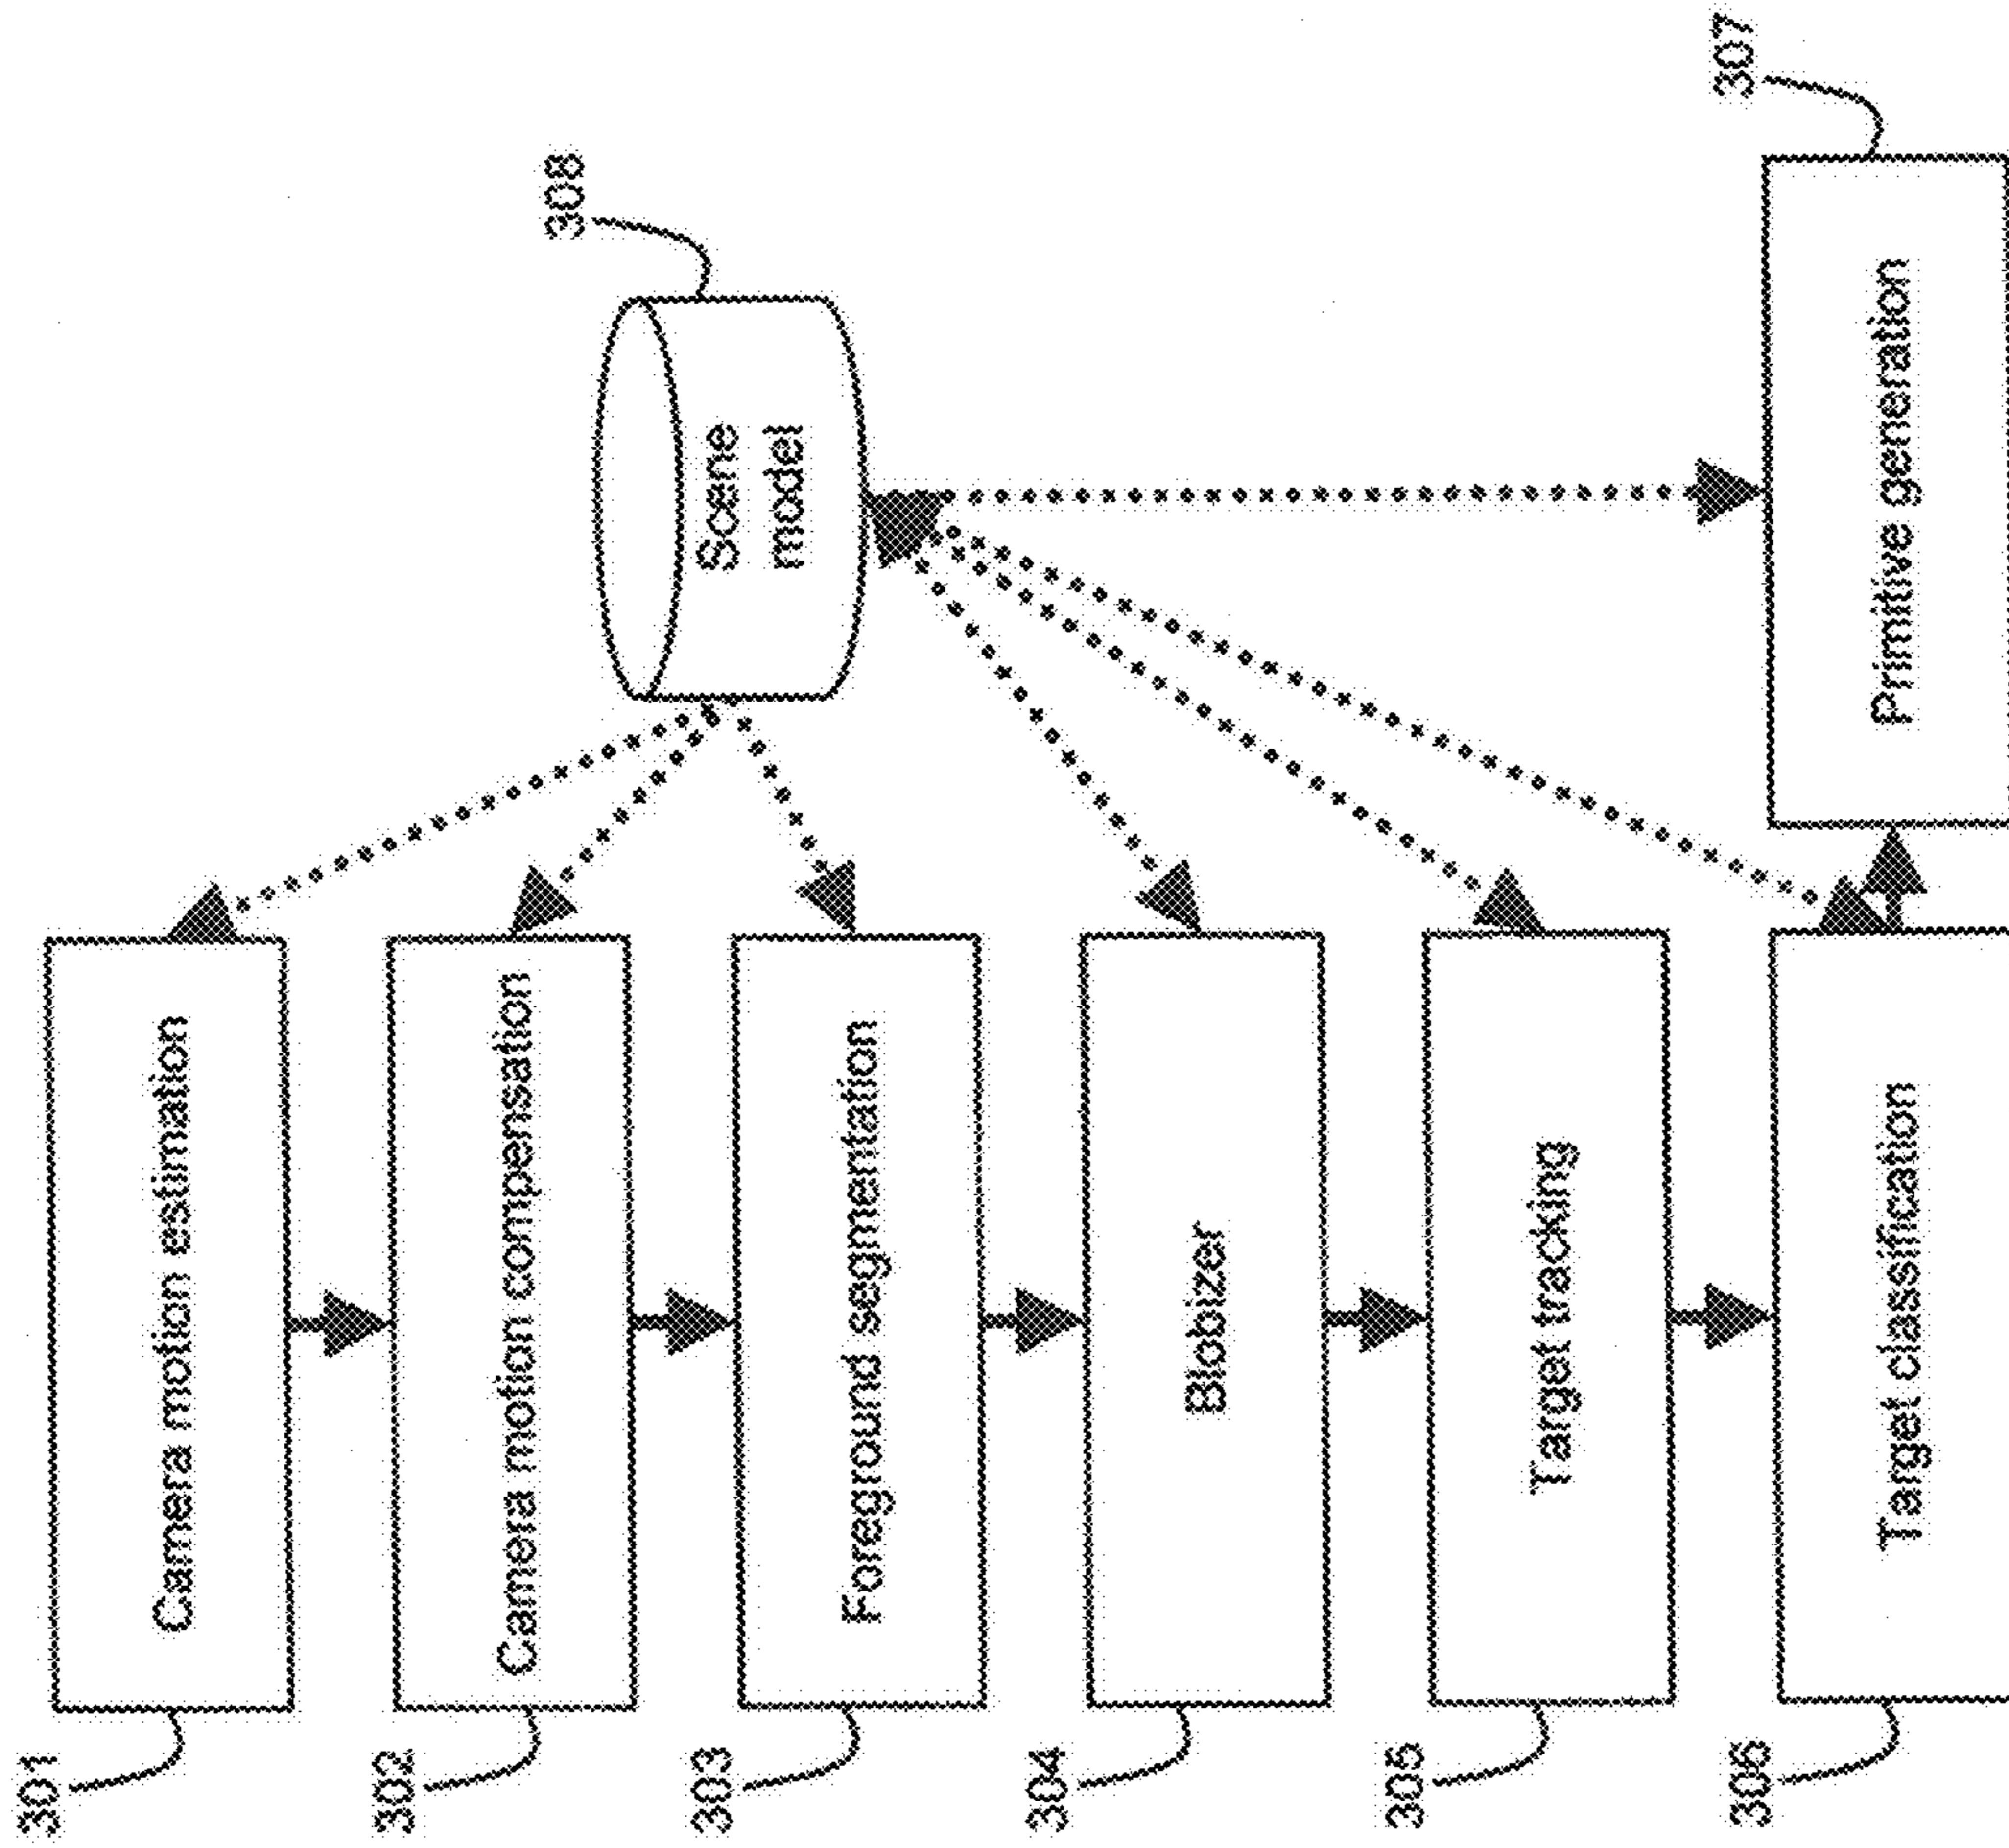 301
Camera motion estimation
302
Camera motion compensation
303
Foreground segmentation
304
Blobizer
305
Target tracking
306
Target classification
308
Scene
model
307
Primitive generation